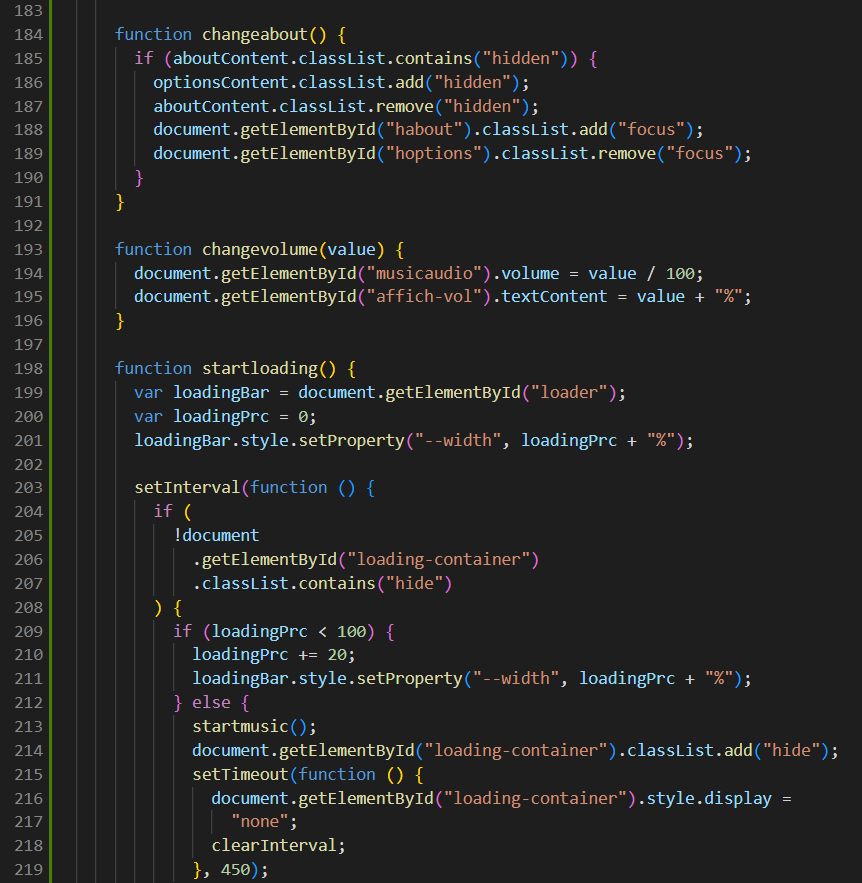 183
184 function changeabout() {
185 if (aboutContent.classList.contains("hidden")) {
186 optionsContent.classList.add("hidden");
187 aboutContent.classList.remove("hidden");
188 document.getElementById("habout").classList.add("focus");
189 document.getElementById("hoptions").classList.remove("focus");
190 }
191 }
192
193 function changevolume(value) {
194 document.getElementById("musicaudio").volume = value / 100;
195 document.getElementById("affich-vol").textContent = value + "%";
196 }
197
198 function startloading() {
199 var loadingBar = document.getElementById("loader");
200 var loadingPrc = 0;
201 loadingBar.style.setProperty("--width", loadingPrc + "%");
202
203 setInterval(function () {
204 if (
205 !document
206 .getElementById("loading-container")
207 .classList.contains("hide")
208 ) {
209 if (loadingPrc < 100) {
210 loadingPrc += 20;
211 loadingBar.style.setProperty("--width", loadingPrc + "%");
212 } else {
213 startmusic();
214 document.getElementById("loading-container").classList.add("hide");
215 setTimeout(function () {
216 document.getElementById("loading-container").style.display =
217 "none";
218 clearInterval;
219 }, 450);